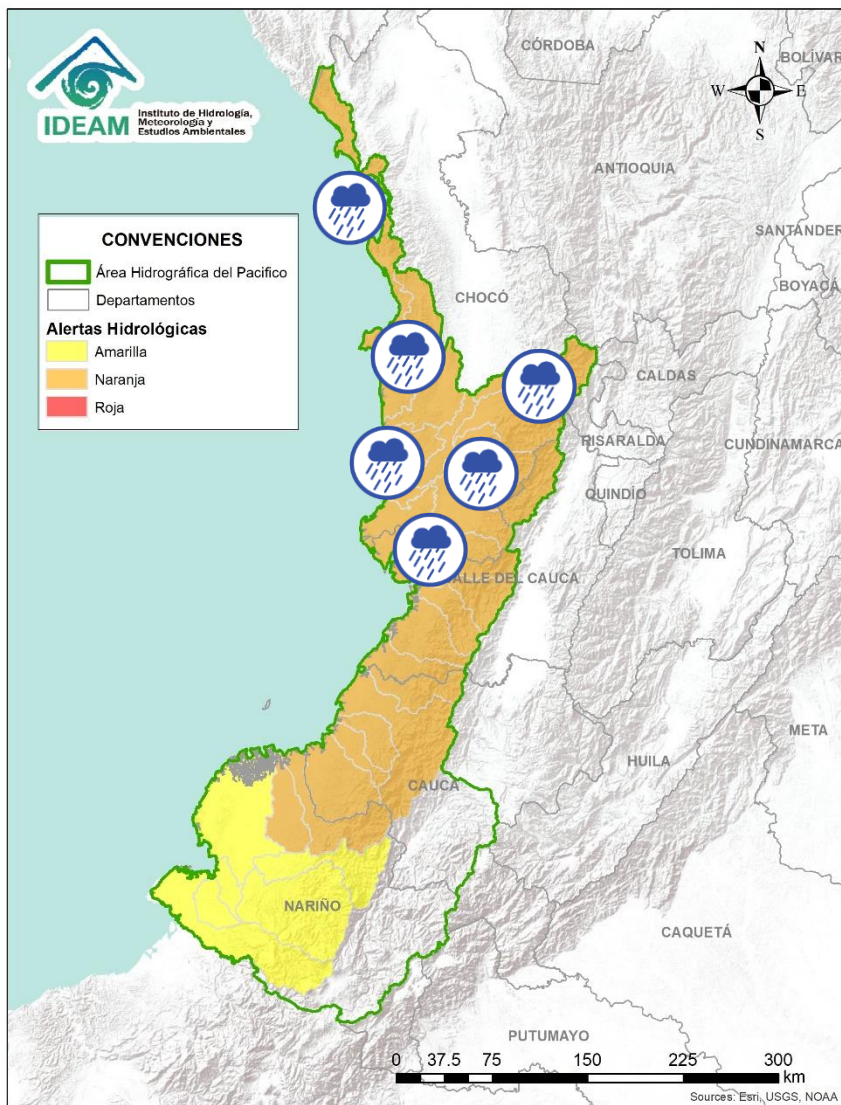 IDEAM
Instituto de Hidrología,
Meteorología y
Estudios Ambientales
CONVENCIONES
Área Hidrográfica del Pacifico
Departamentos
Alertas Hidrológicas
Amarilla
Naranja
Roja
N
W
E
S
CÓRDOBA
BOLÍVAR
ANTIOQUIA
SANTANDER
BOYACÁ
CHOCÓ
CALDAS
RISARALDA
CUNDINAMARCA
QUINDÍO
TOLIMA
ALLE DEL CAUCA
META
HUILA
CAUCA
NARIÑO
CAQUETÁ
PUTUMAYO
0 37.5 75 150 225 300
km
Sources: Esri, USGS, NOAA